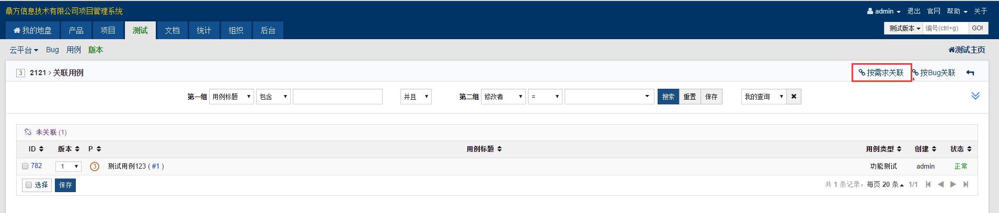 鼎方信息技术有限公司项目管理系统
admin 退出 官网 帮助 关于
我的地盘 产品 项目 测试 文档 统计 组织 后台
测试版本 编号(ctrl+g) GO!
云平台 Bug 用例 版本
测试主页
3 2121 > 关联用例
按需求关联 按Bug关联
第一组 用例标题 包含 并且 第二组 修改者 = 搜索 重置 保存 我的查询
未关联 (1)
ID 版本 P 用例标题 用例类型 创建 状态
782 1 3 测试用例123 ( #1 ) 功能测试 admin 正常
选择 保存 共 1 条记录，每页 20 条 1/1